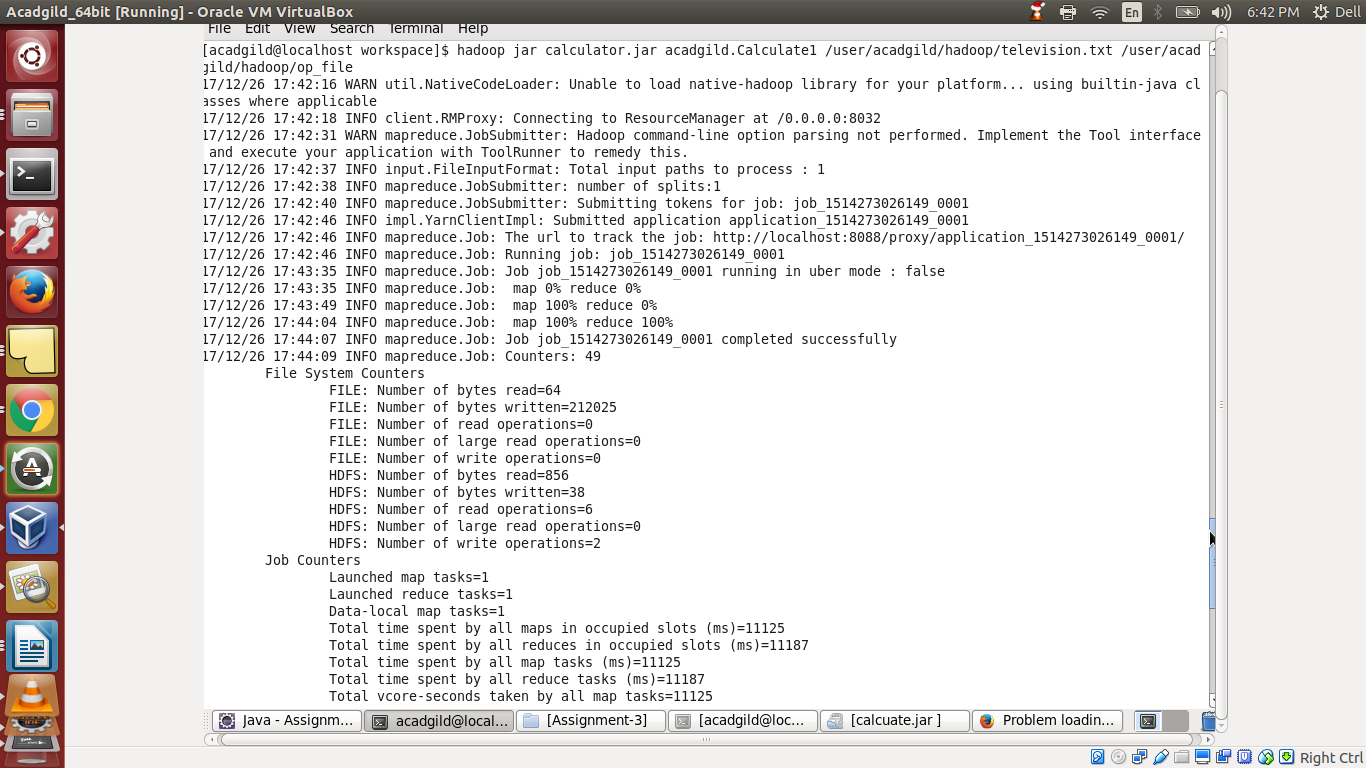 Acadgild_64bit [Running] - Oracle VM VirtualBox
En
6:42 PM
Dell
File Edit View Search Terminal Help
[acadgild@localhost workspace]$ hadoop jar calculator.jar acadgild.Calculate1 /user/acadgild/hadoop/television.txt /user/acad
gild/hadoop/op_file
17/12/26 17:42:16 WARN util.NativeCodeLoader: Unable to load native-hadoop library for your platform... using builtin-java cl
asses where applicable
17/12/26 17:42:18 INFO client.RMProxy: Connecting to ResourceManager at /0.0.0.0:8032
17/12/26 17:42:31 WARN mapreduce.JobSubmitter: Hadoop command-line option parsing not performed. Implement the Tool interface
and execute your application with ToolRunner to remedy this.
17/12/26 17:42:37 INFO input.FileInputFormat: Total input paths to process : 1
17/12/26 17:42:38 INFO mapreduce.JobSubmitter: number of splits:1
17/12/26 17:42:40 INFO mapreduce.JobSubmitter: Submitting tokens for job: job_1514273026149_0001
17/12/26 17:42:46 INFO impl.YarnClientImpl: Submitted application application_1514273026149_0001
17/12/26 17:42:46 INFO mapreduce.Job: The url to track the job: http://localhost:8088/proxy/application_1514273026149_0001/
17/12/26 17:42:46 INFO mapreduce.Job: Running job: job_1514273026149_0001
17/12/26 17:43:35 INFO mapreduce.Job: Job job_1514273026149_0001 running in uber mode : false
17/12/26 17:43:35 INFO mapreduce.Job:  map 0% reduce 0%
17/12/26 17:43:49 INFO mapreduce.Job:  map 100% reduce 0%
17/12/26 17:44:04 INFO mapreduce.Job:  map 100% reduce 100%
17/12/26 17:44:07 INFO mapreduce.Job: Job job_1514273026149_0001 completed successfully
17/12/26 17:44:09 INFO mapreduce.Job: Counters: 49
File System Counters
FILE: Number of bytes read=64
FILE: Number of bytes written=212025
FILE: Number of read operations=0
FILE: Number of large read operations=0
FILE: Number of write operations=0
HDFS: Number of bytes read=856
HDFS: Number of bytes written=38
HDFS: Number of read operations=6
HDFS: Number of large read operations=0
HDFS: Number of write operations=2
Job Counters
Launched map tasks=1
Launched reduce tasks=1
Data-local map tasks=1
Total time spent by all maps in occupied slots (ms)=11125
Total time spent by all reduces in occupied slots (ms)=11187
Total time spent by all map tasks (ms)=11125
Total time spent by all reduce tasks (ms)=11187
Total vcore-seconds taken by all map tasks=11125
Java - Assignm...
acadgild@local...
[Assignment-3]
[acadgild@loc...
[calcuate.jar ]
Problem loadin...
Right Ctrl